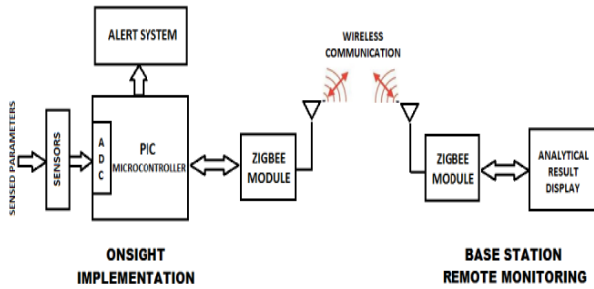 ALERT SYSTEM
WIRELESS
COMMUNICATION
SENSED PARAMETERS
SENSORS
ADC
PIC
MICROCONTROLLER
ZIGBEE
MODULE
ZIGBEE
MODULE
ANALYTICAL
RESULT
DISPLAY
ONSIGHT
IMPLEMENTATION
BASE STATION
REMOTE MONITORING